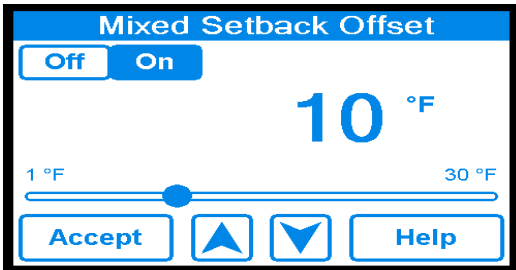 Mixed Setback Offset
Off On
10 °F
1 °F 30 °F
Accept Help